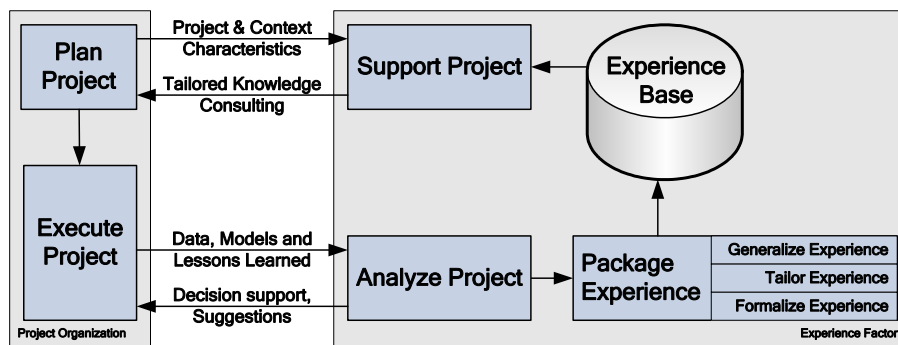 Plan
Project
Project & Context
Characteristics
Tailored Knowledge
Consulting
Support Project
Experience
Base
Execute
Project
Data, Models and
Lessons Learned
Decision support,
Suggestions
Analyze Project
Package
Experience
Generalize Experience
Tailor Experience
Formalize Experience
Project Organization
Experience Factor